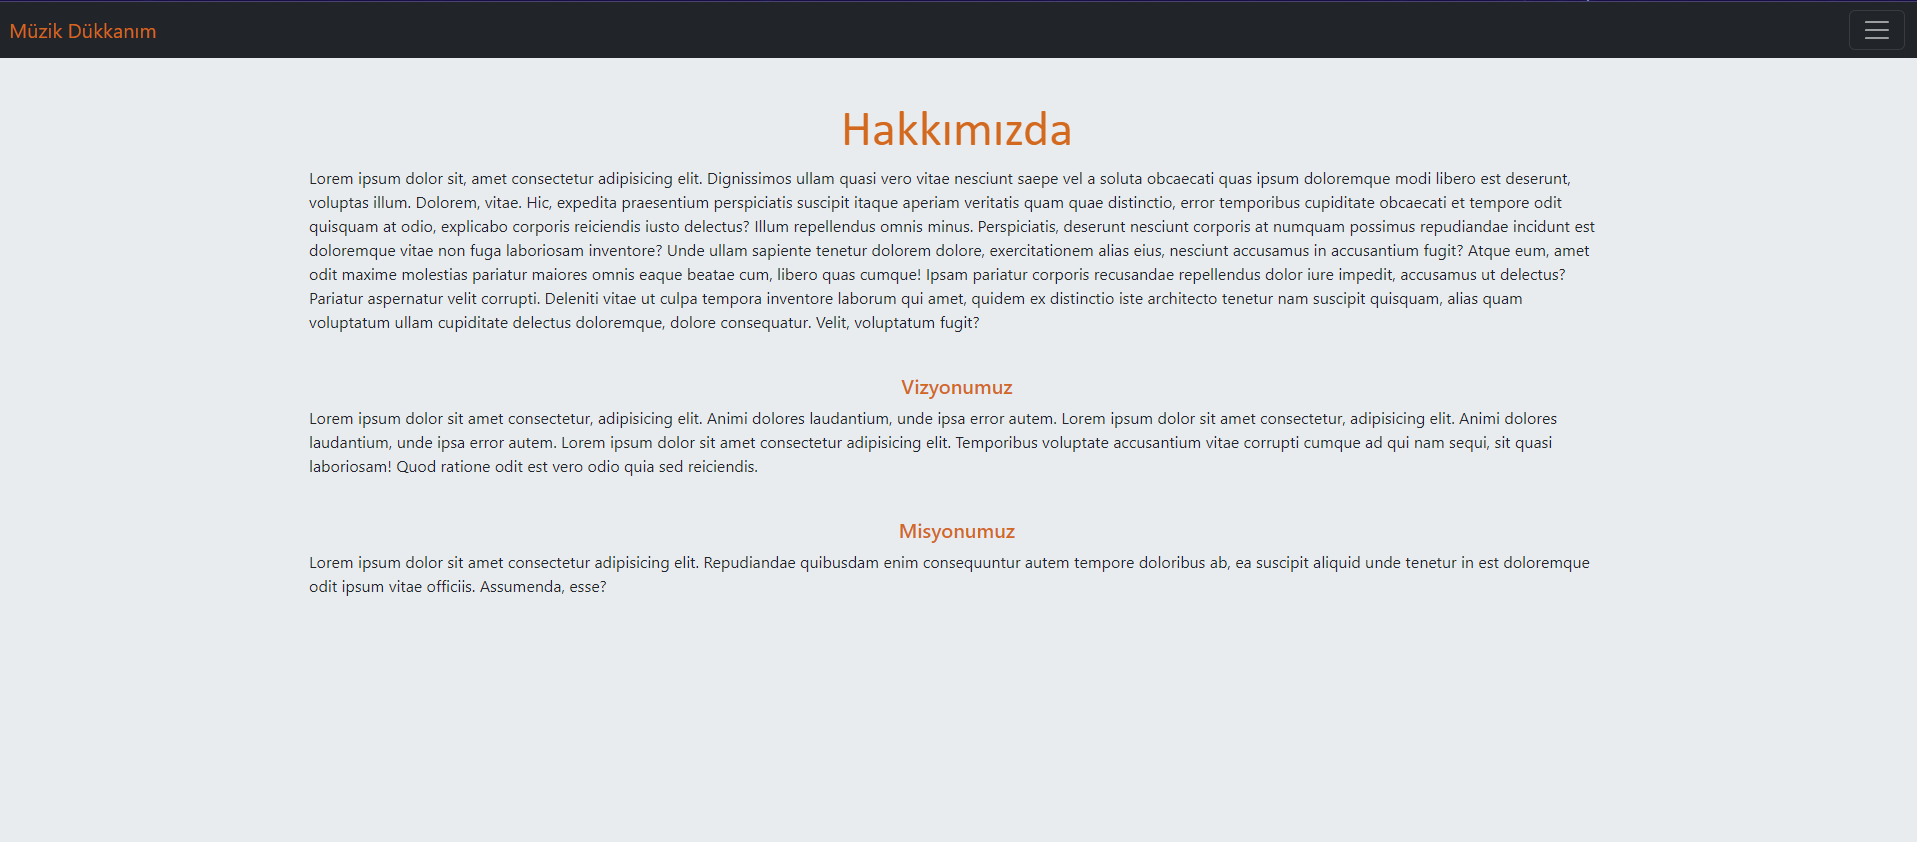 Müzik Dükkanım
Hakkımızda
Lorem ipsum dolor sit, amet consectetur adipisicing elit. Dignissimos ullam quasi vero vitae nesciunt saepe vel a soluta obcaecati quas ipsum doloremque modi libero est deserunt,
voluptas illum. Dolorem, vitae. Hic, expedita praesentium perspiciatis suscipit itaque aperiam veritatis quam quae distinctio, error temporibus cupiditate obcaecati et tempore odit
quisquam at odio, explicabo corporis reiciendis iusto delectus? Illum repellendus omnis minus. Perspiciatis, deserunt nesciunt corporis at numquam possimus repudiandae incidunt est
doloremque vitae non fuga laboriosam inventore? Unde ullam sapiente tenetur dolorem dolore, exercitationem alias eius, nesciunt accusamus in accusantium fugit? Atque eum, amet
odit maxime molestias pariatur maiores omnis eaque beatae cum, libero quas cumque! Ipsam pariatur corporis recusandae repellendus dolor iure impedit, accusamus ut delectus?
Pariatur aspernatur velit corrupti. Deleniti vitae ut culpa tempora inventore laborum qui amet, quidem ex distinctio iste architecto tenetur nam suscipit quisquam, alias quam
voluptatum ullam cupiditate delectus doloremque, dolore consequatur. Velit, voluptatum fugit?
Vizyonumuz
Lorem ipsum dolor sit amet consectetur, adipisicing elit. Animi dolores laudantium, unde ipsa error autem. Lorem ipsum dolor sit amet consectetur, adipisicing elit. Animi dolores
laudantium, unde ipsa error autem. Lorem ipsum dolor sit amet consectetur adipisicing elit. Temporibus voluptate accusantium vitae corrupti cumque ad qui nam sequi, sit quasi
laboriosam! Quod ratione odit est vero odio quia sed reiciendis.
Misyonumuz
Lorem ipsum dolor sit amet consectetur adipisicing elit. Repudiandae quibusdam enim consequuntur autem tempore doloribus ab, ea suscipit aliquid unde tenetur in est doloremque
odit ipsum vitae officiis. Assumenda, esse?